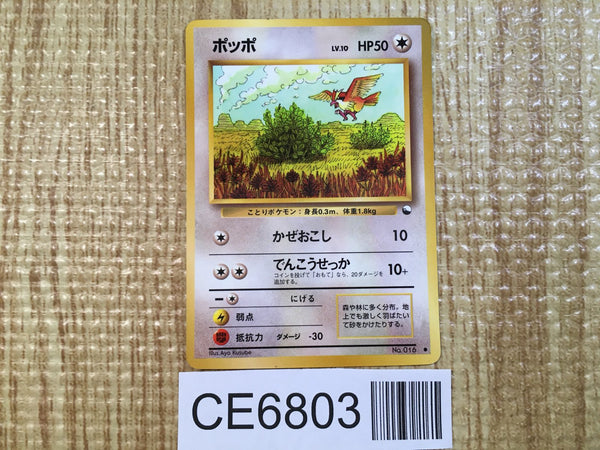 ポッポ LV.10 HP50
ことりポケモン：身長0.3m、体重1.8kg
かぜおこし 10
でんこうせっか 10+
コインを投げて「おもて」なら、20ダメージを
追加する。
にげる
弱点
抵抗力 ダメージ -30
森や林に多く分布。地
上でも激しく羽ばたい
て砂をかけたりする。
Illus.Aya Kusube
No.016
CE6803